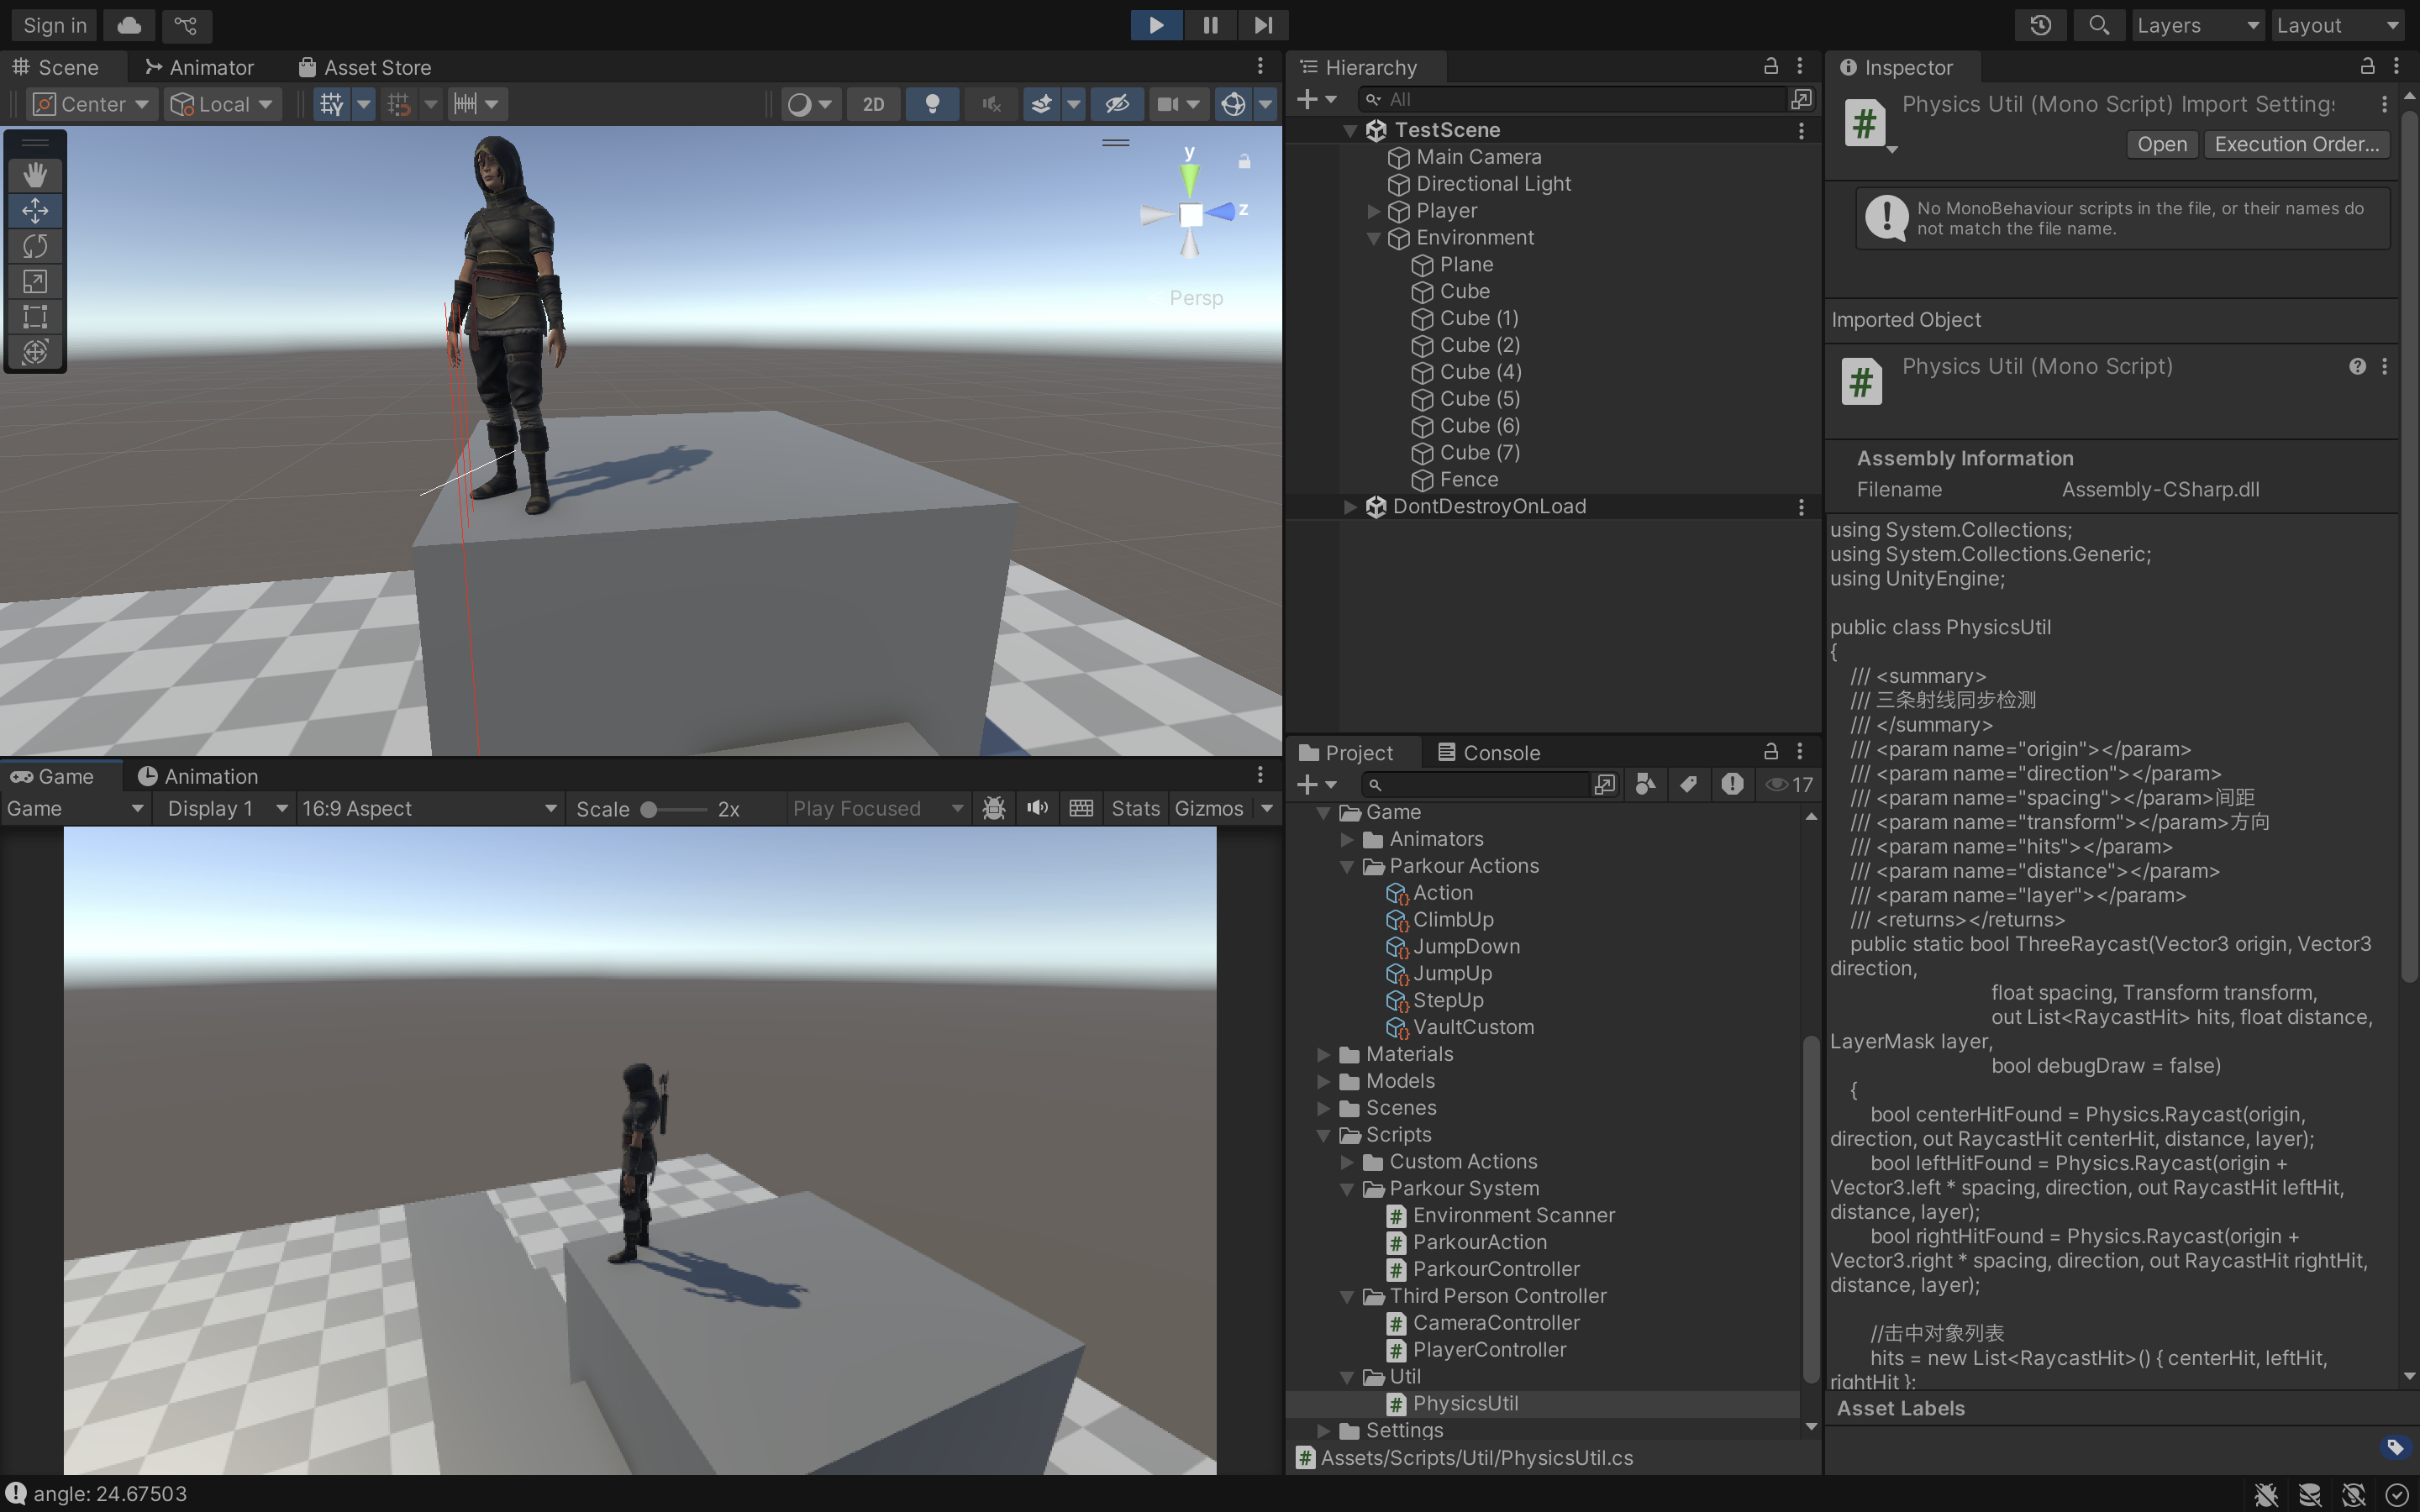 Sign in
Layers
Layout
Scene
Animator
Asset Store
Center
Local
2D
y
z
Persp
Hierarchy
All
TestScene
Main Camera
Directional Light
Player
Environment
Plane
Cube
Cube (1)
Cube (2)
Cube (4)
Cube (5)
Cube (6)
Cube (7)
Fence
DontDestroyOnLoad
Game
Animation
Game
Display 1
16:9 Aspect
Scale
2x
Play Focused
Stats
Gizmos
Project
Console
17
Game
Animators
Parkour Actions
Action
ClimbUp
JumpDown
JumpUp
StepUp
VaultCustom
Materials
Models
Scenes
Scripts
Custom Actions
Parkour System
Environment Scanner
ParkourAction
ParkourController
Third Person Controller
CameraController
PlayerController
Util
PhysicsUtil
Settings
Assets/Scripts/Util/PhysicsUtil.cs
Inspector
Physics Util (Mono Script) Import Setting
Open
Execution Order...
No MonoBehaviour scripts in the file, or their names do
not match the file name.
Imported Object
Physics Util (Mono Script)
Assembly Information
Filename
Assembly-CSharp.dll
using System.Collections;
using System.Collections.Generic;
using UnityEngine;
public class PhysicsUtil
{
/// <summary>
/// 三条射线同步检测
/// </summary>
/// <param name="origin"></param>
/// <param name="direction"></param>
/// <param name="spacing"></param>间距
/// <param name="transform"></param>方向
/// <param name="hits"></param>
/// <param name="distance"></param>
/// <param name="layer"></param>
/// <returns></returns>
public static bool ThreeRaycast(Vector3 origin, Vector3
direction,
float spacing, Transform transform,
out List<RaycastHit> hits, float distance,
LayerMask layer,
bool debugDraw = false)
{
bool centerHitFound = Physics.Raycast(origin,
direction, out RaycastHit centerHit, distance, layer);
bool leftHitFound = Physics.Raycast(origin +
Vector3.left * spacing, direction, out RaycastHit leftHit,
distance, layer);
bool rightHitFound = Physics.Raycast(origin +
Vector3.right * spacing, direction, out RaycastHit rightHit,
distance, layer);
//击中对象列表
hits = new List<RaycastHit>() { centerHit, leftHit,
rightHit };
Asset Labels
angle: 24.67503